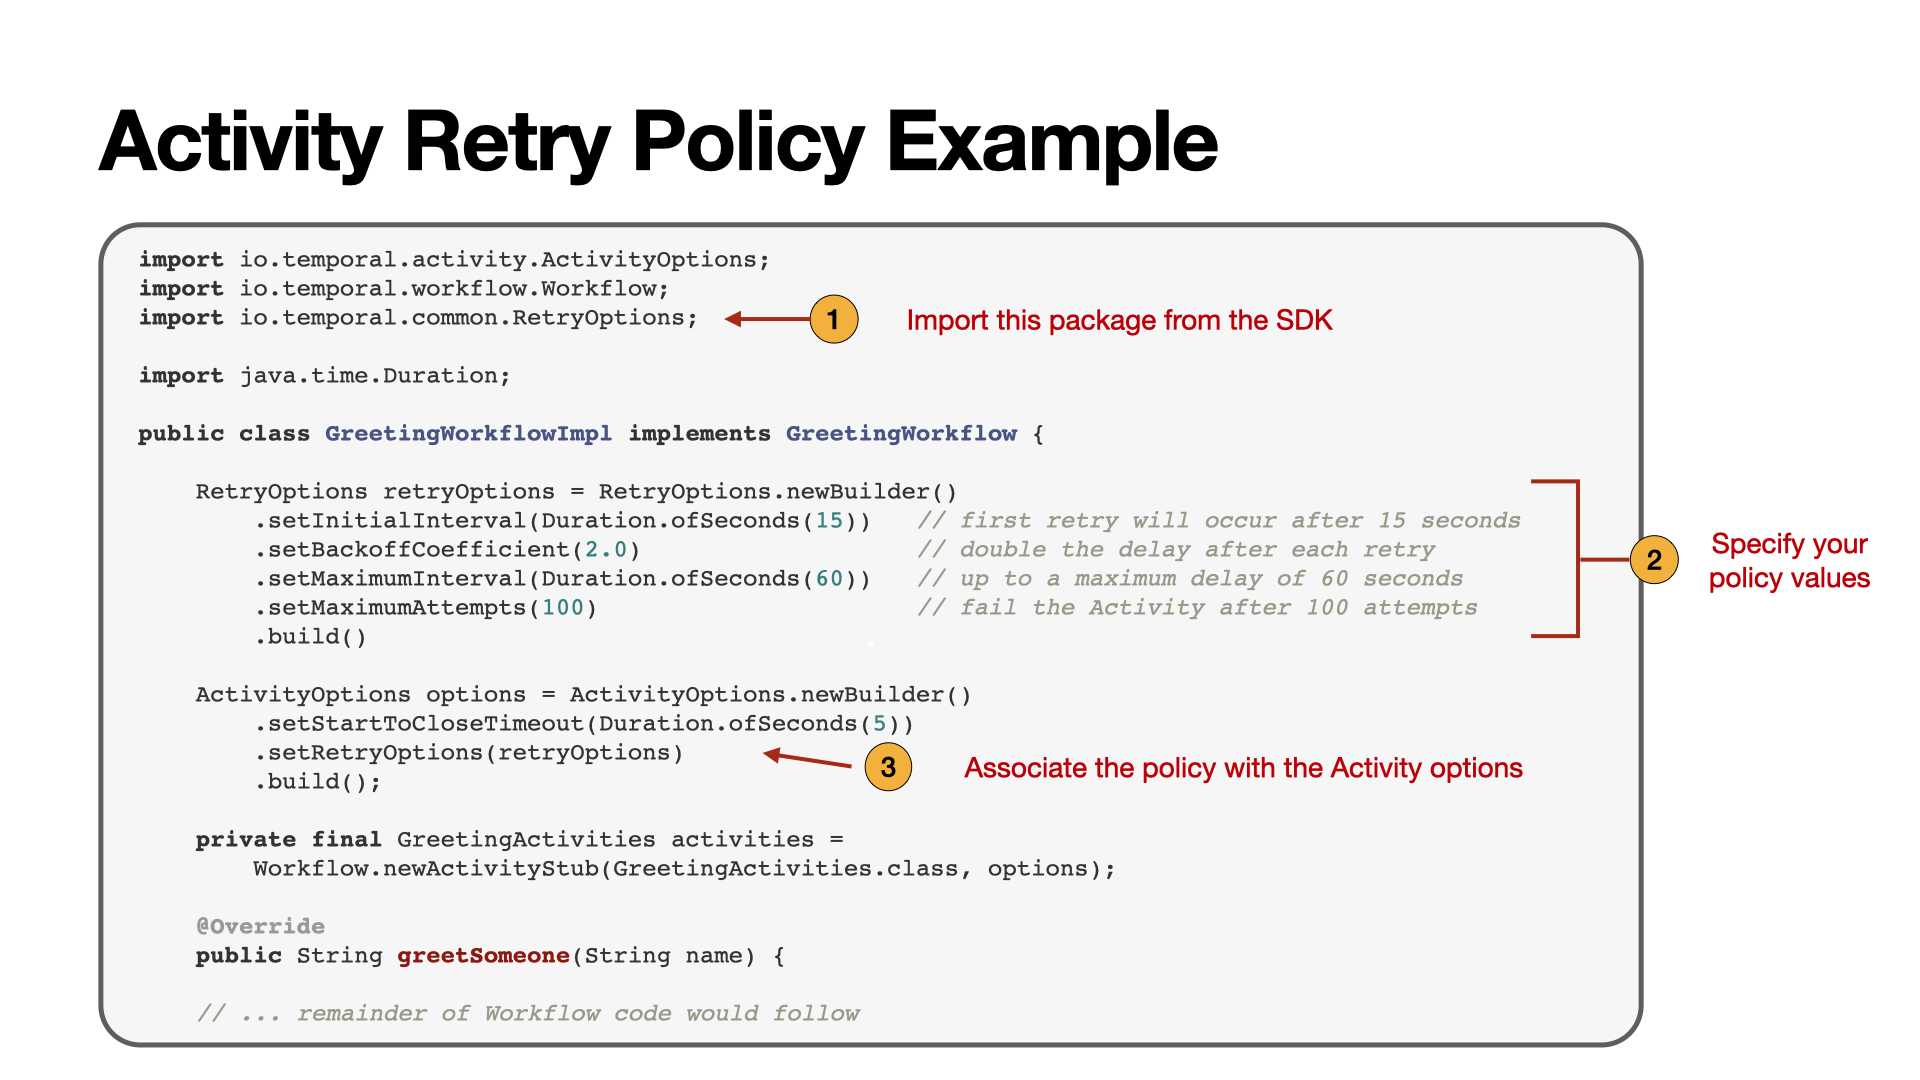 Activity Retry Policy Example
import io.temporal.activity.ActivityOptions;
import io.temporal.workflow.Workflow;
import io.temporal.common.RetryOptions;
1
Import this package from the SDK
import java.time.Duration;
public class GreetingWorkflowImpl implements GreetingWorkflow {
RetryOptions retryOptions = RetryOptions.newBuilder()
.setInitialInterval(Duration.ofSeconds(15)) // first retry will occur after 15 seconds
.setBackoffCoefficient(2.0) // double the delay after each retry
.setMaximumInterval(Duration.ofSeconds(60)) // up to a maximum delay of 60 seconds
.setMaximumAttempts(100) // fail the Activity after 100 attempts
.build()
2
Specify your
policy values
ActivityOptions options = ActivityOptions.newBuilder()
.setStartToCloseTimeout(Duration.ofSeconds(5))
.setRetryOptions(retryOptions)
.build();
3
Associate the policy with the Activity options
private final GreetingActivities activities =
Workflow.newActivityStub(GreetingActivities.class, options);
@Override
public String greetSomeone(String name) {
// ... remainder of Workflow code would follow